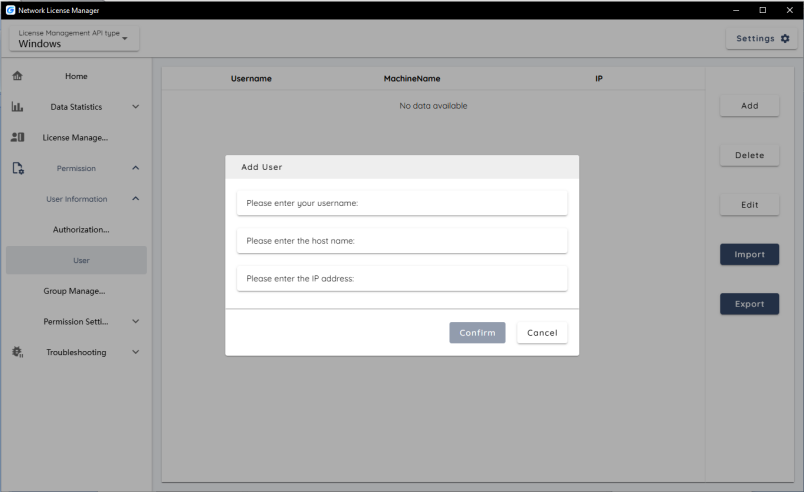 Network License Manager
License Management API type
Windows
Settings
Home
Data Statistics
License Manage...
Permission
User Information
Authorization...
User
Group Manage...
Permission Setti...
Troubleshooting
Username MachineName IP
No data available
Add
Delete
Edit
Import
Export
Add User
Please enter your username:
Please enter the host name:
Please enter the IP address:
Confirm Cancel